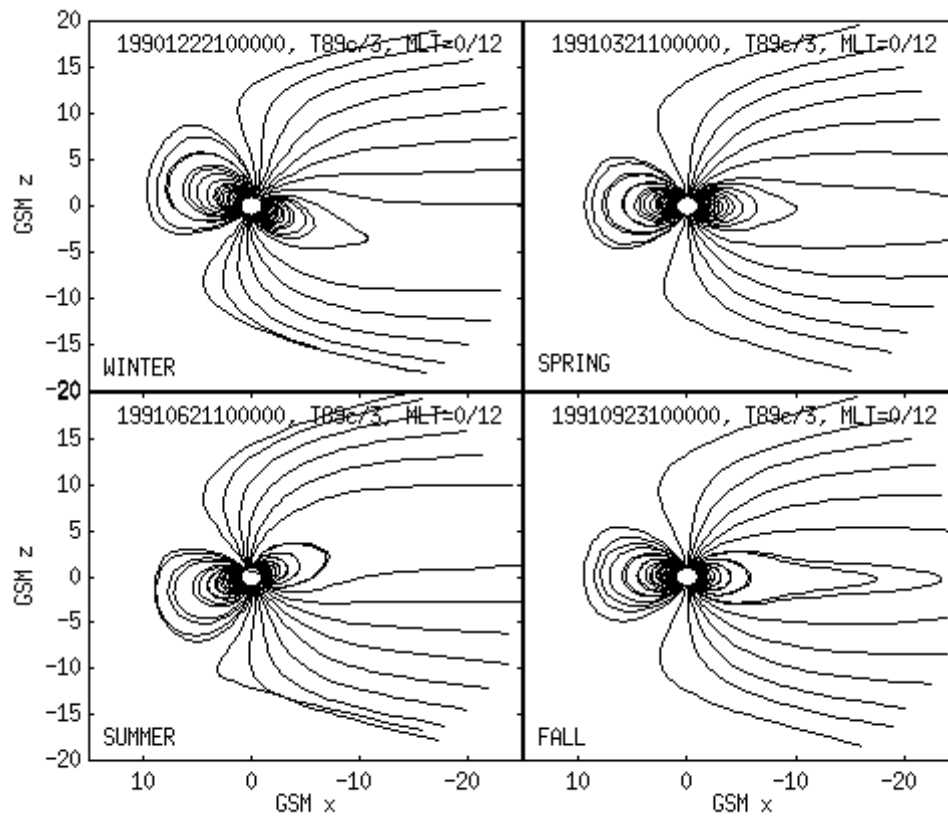 20
15
10
5
0
-5
-10
-15
-20
GSM z
19901222100000, T89c/3, MLT=0/12
WINTER
19910321100000, T89c/3, MLT=0/12
SPRING
20
15
10
5
0
-5
-10
-15
-20
GSM z
19910621100000, T89c/3, MLT=0/12
SUMMER
19910923100000, T89c/3, MLT=0/12
FALL
10 0 -10 -20
GSM x
10 0 -10 -20
GSM x